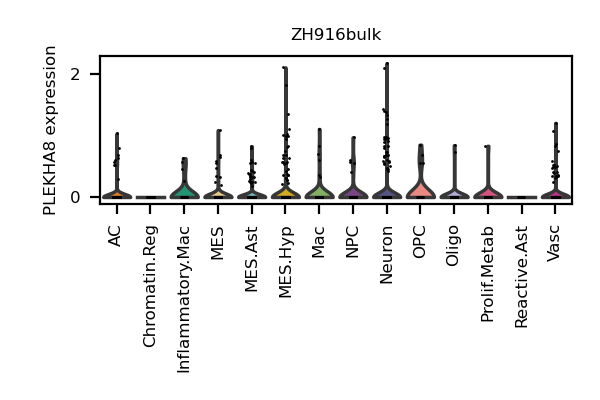 ZH916bulk
PLEKHA8 expression
2
0
AC
Chromatin.Reg
Inflammatory.Mac
MES
MES.Ast
MES.Hyp
Mac
NPC
Neuron
OPC
Oligo
Prolif.Metab
Reactive.Ast
Vasc